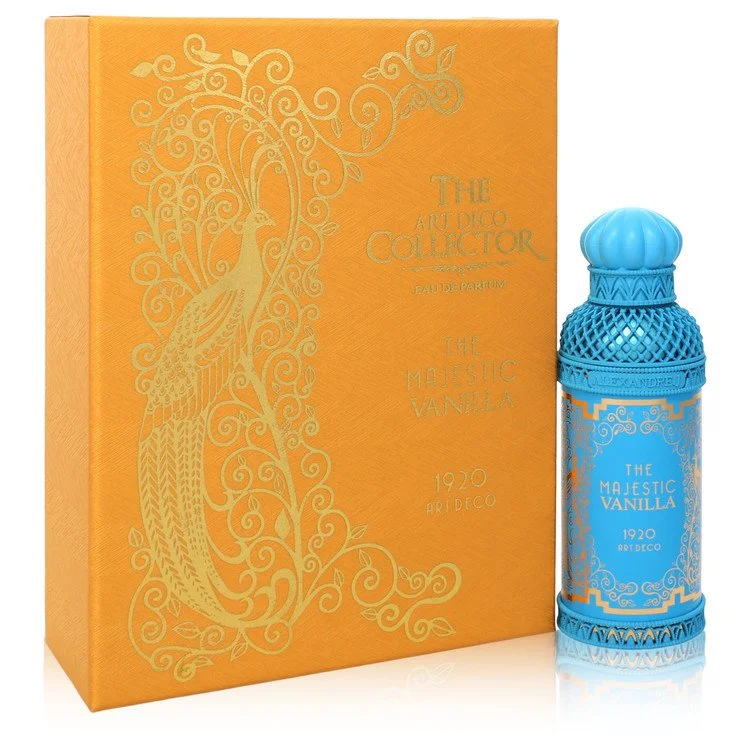 THE
ART DECO
COLLECTOR
EAU DE PARFUM
THE
MAJESTIC
VANILLA
1920
ART DECO
ALEXANDRE.J
THE
MAJESTIC
VANILLA
1920
ART DECO